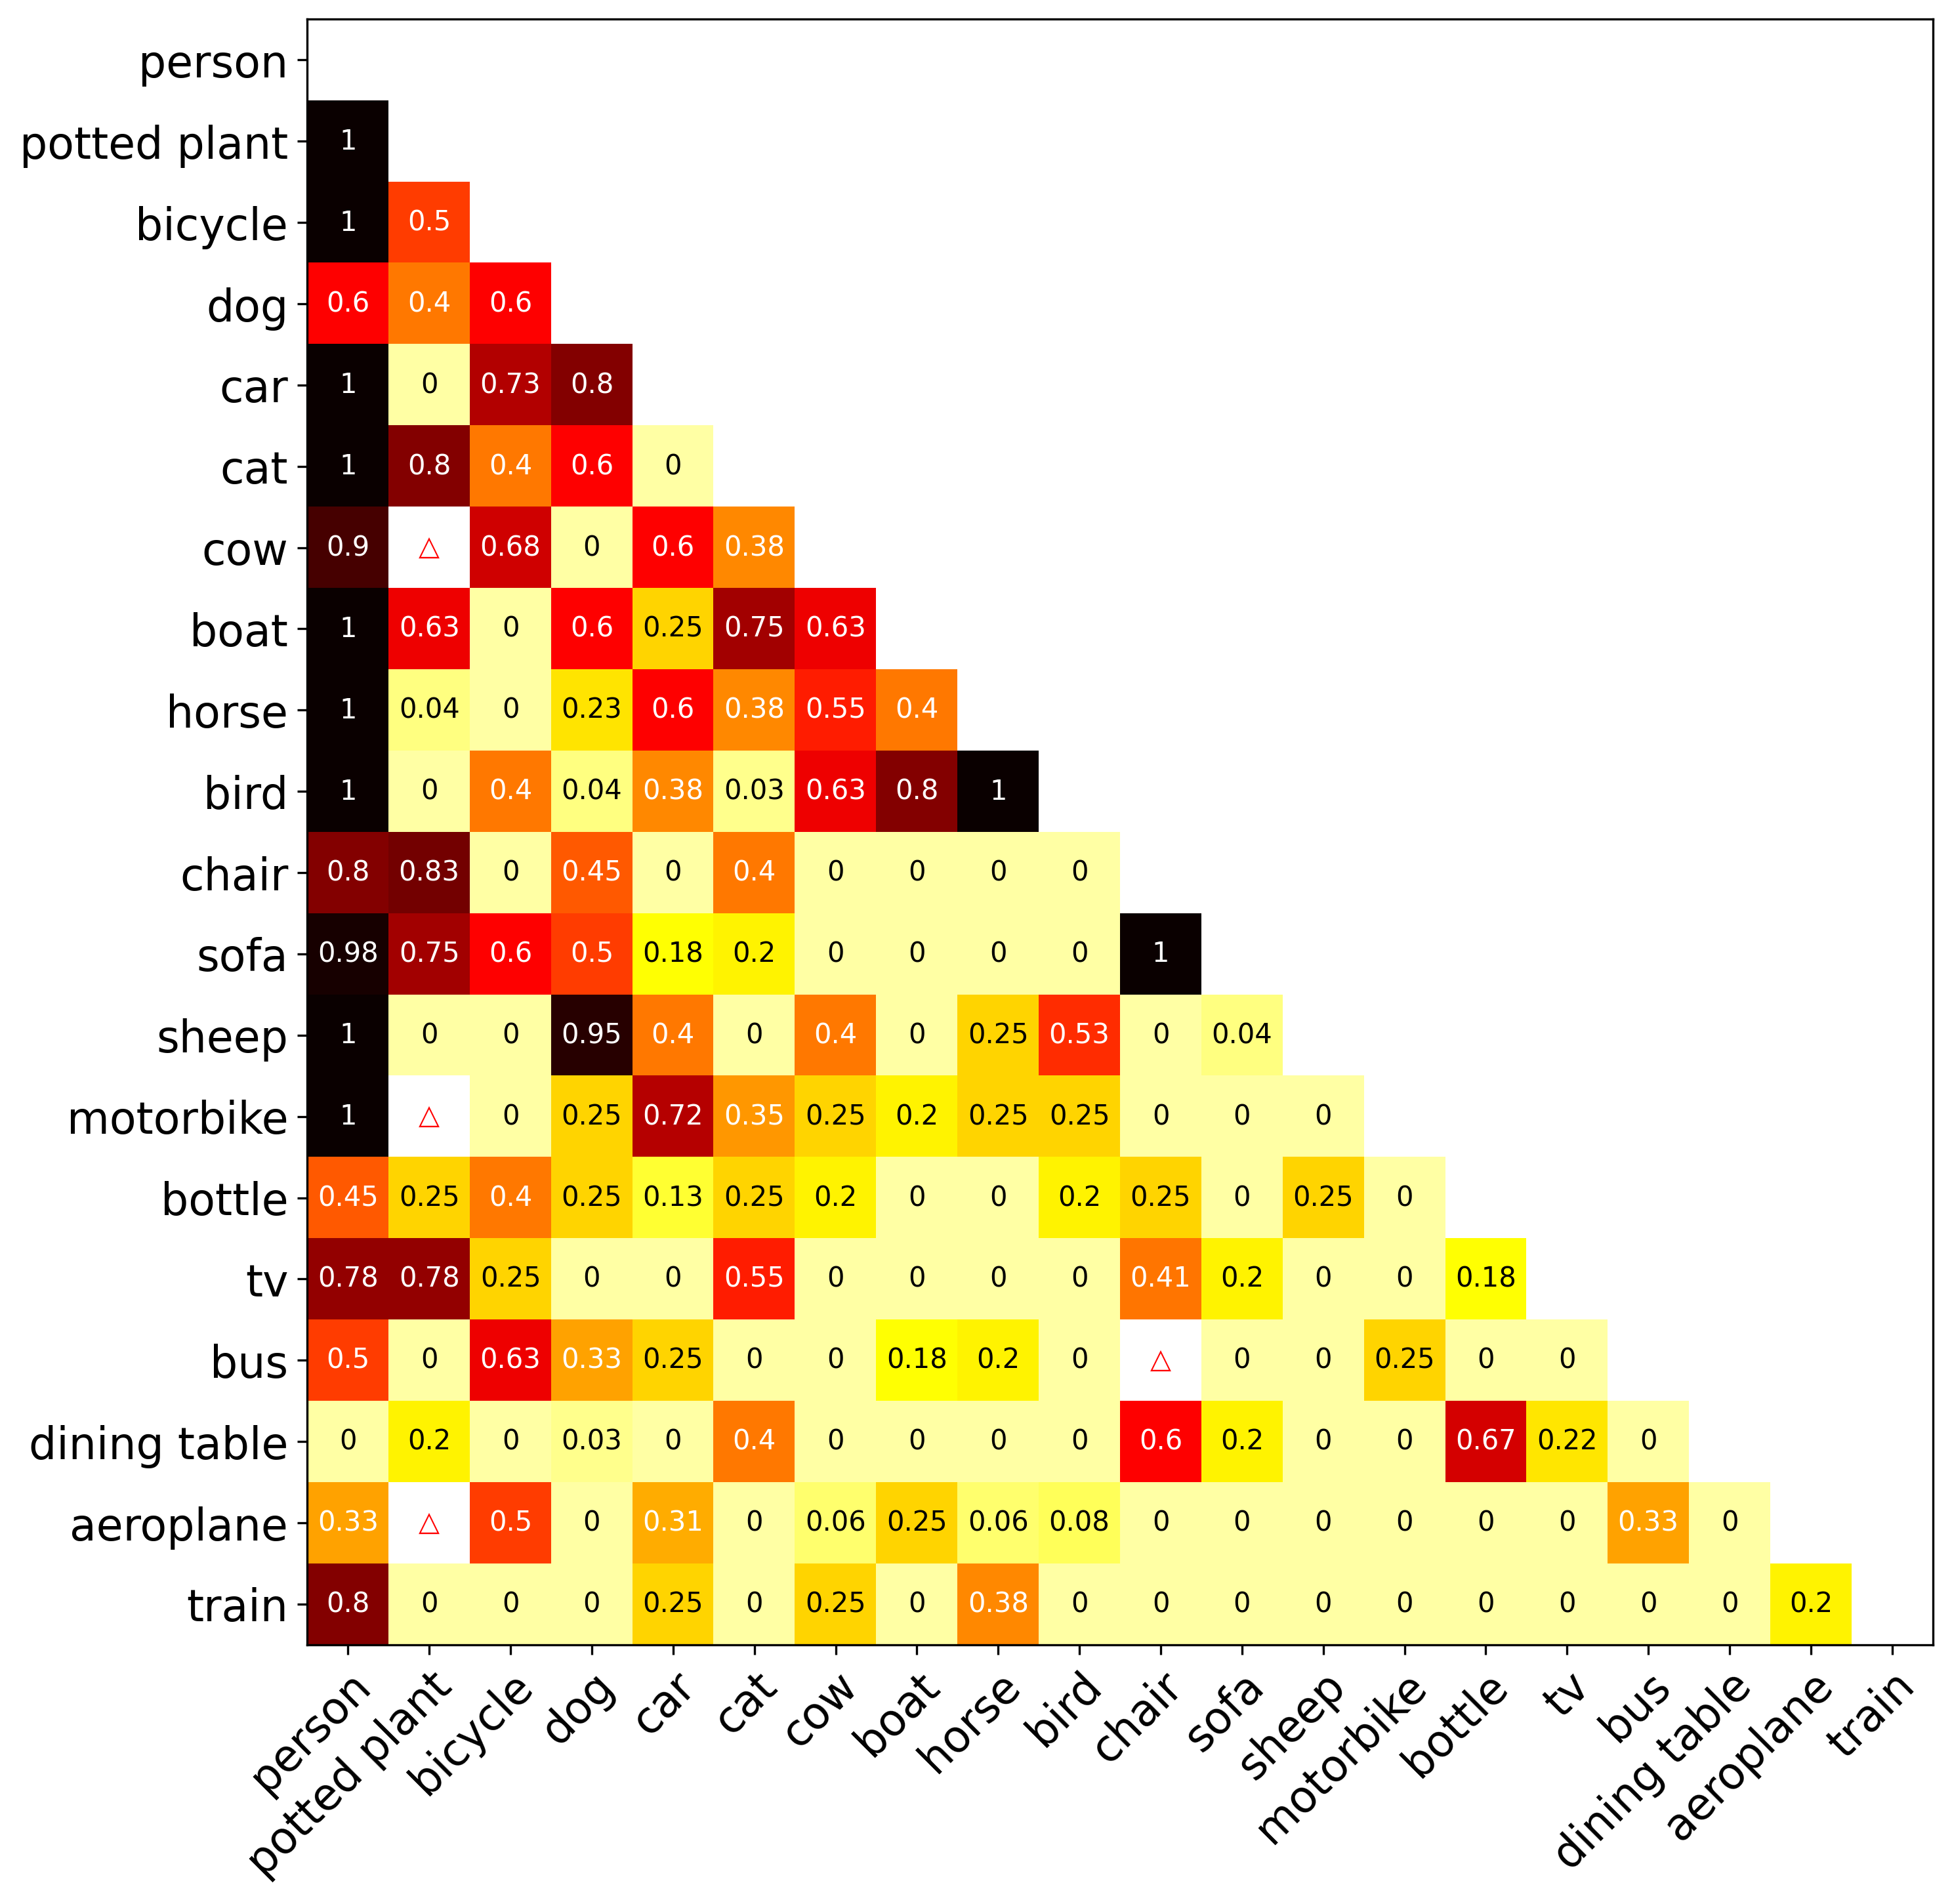 person
potted plant 1
bicycle 1 0.5
dog 0.6 0.4 0.6
car 1 0 0.73 0.8
cat 1 0.8 0.4 0.6 0
cow 0.9 △ 0.68 0 0.6 0.38
boat 1 0.63 0 0.6 0.25 0.75 0.63
horse 1 0.04 0 0.23 0.6 0.38 0.55 0.4
bird 1 0 0.4 0.04 0.38 0.03 0.63 0.8 1
chair 0.8 0.83 0 0.45 0 0.4 0 0 0 0
sofa 0.98 0.75 0.6 0.5 0.18 0.2 0 0 0 0 1
sheep 1 0 0 0.95 0.4 0 0.4 0 0.25 0.53 0 0.04
motorbike 1 △ 0 0.25 0.72 0.35 0.25 0.2 0.25 0.25 0 0 0
bottle 0.45 0.25 0.4 0.25 0.13 0.25 0.2 0 0 0.2 0.25 0 0.25 0
tv 0.78 0.78 0.25 0 0 0.55 0 0 0 0 0.41 0.2 0 0 0.18
bus 0.5 0 0.63 0.33 0.25 0 0 0.18 0.2 0 △ 0 0 0.25 0 0
dining table 0 0.2 0 0.03 0 0.4 0 0 0 0 0.6 0.2 0 0 0.67 0.22 0
aeroplane 0.33 △ 0.5 0 0.31 0 0.06 0.25 0.06 0.08 0 0 0 0 0 0 0.33 0
train 0.8 0 0 0 0.25 0 0.25 0 0.38 0 0 0 0 0 0 0 0 0 0.2
person potted plant bicycle dog car cat cow boat horse bird chair sofa sheep motorbike bottle tv bus dining table aeroplane train